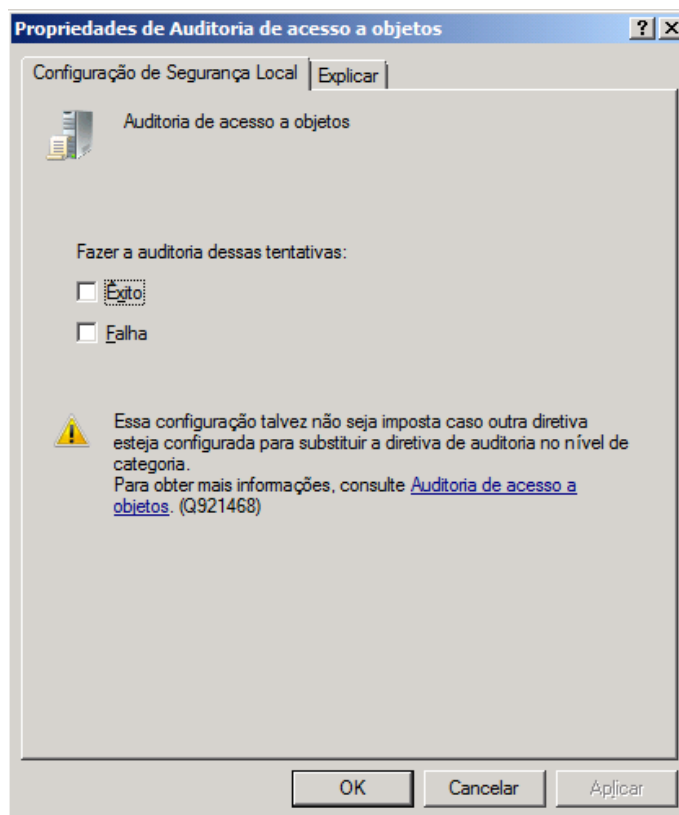 Propriedades de Auditoria de acesso a objetos
Configuração de Segurança Local
Explicar
Auditoria de acesso a objetos
Fazer a auditoria dessas tentativas:
Êxito
Falha
Essa configuração talvez não seja imposta caso outra diretiva
esteja configurada para substituir a diretiva de auditoria no nível de
categoria.
Para obter mais informações, consulte Auditoria de acesso a
objetos. (Q921468)
OK
Cancelar
Aplicar